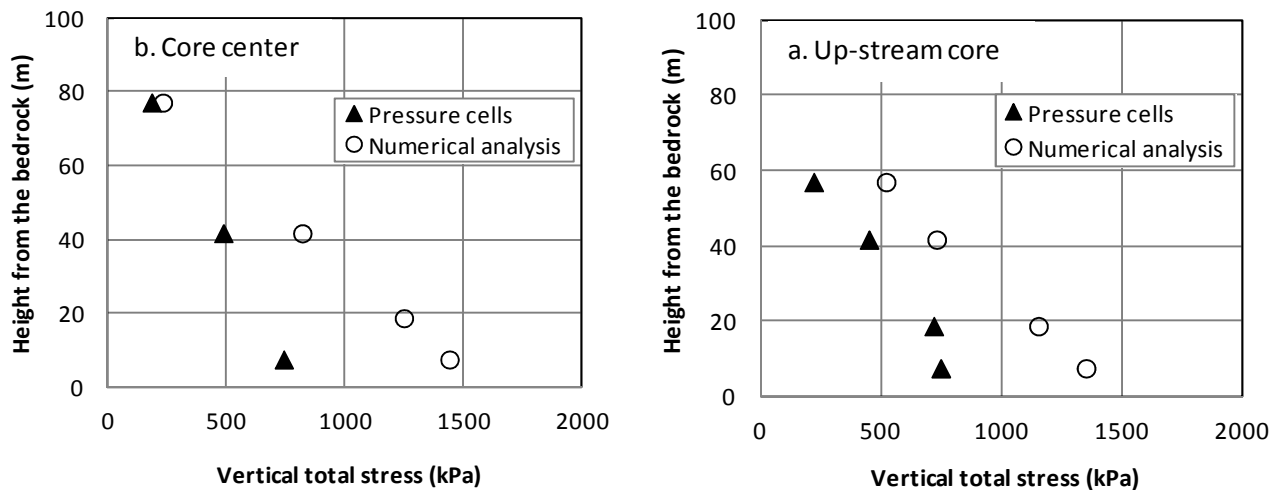 b. Core center
Pressure cells
Numerical analysis
100
80
60
40
20
0
0 500 1000 1500 2000
Height from the bedrock (m)
Vertical total stress (kPa)
a. Up-stream core
Pressure cells
Numerical analysis
100
80
60
40
20
0
0 500 1000 1500 2000
Height from the bedrock (m)
Vertical total stress (kPa)